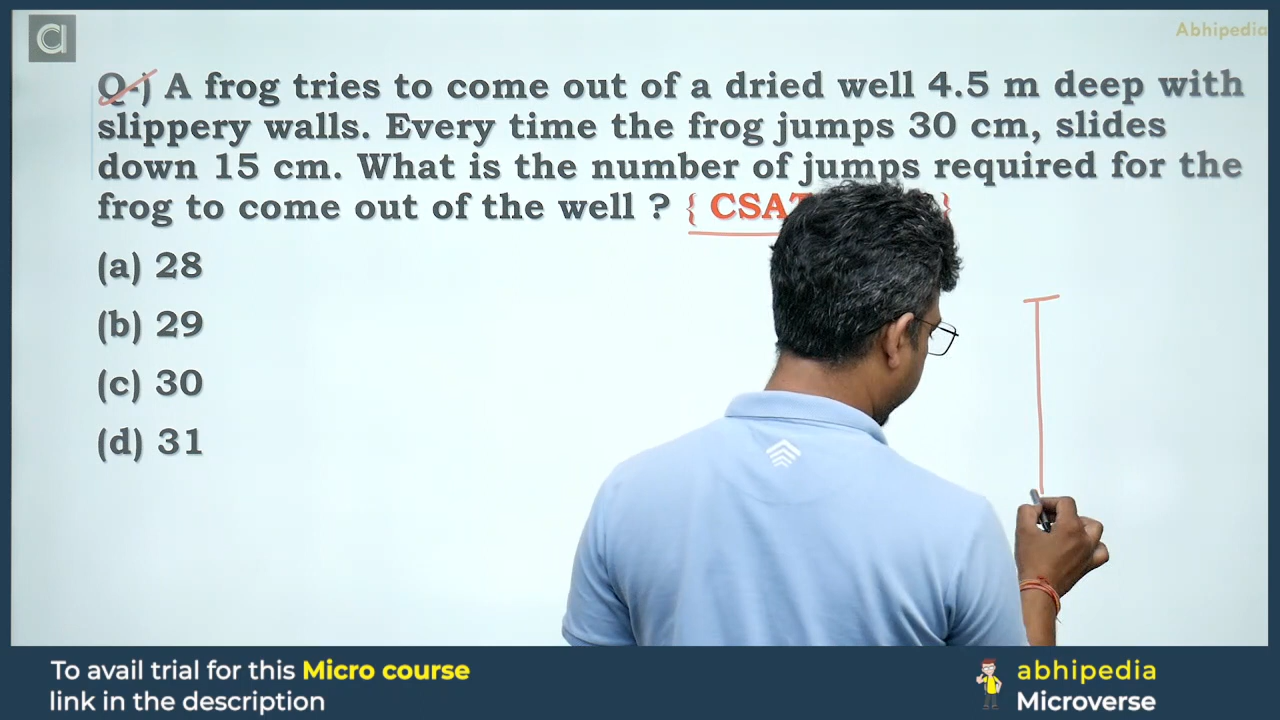 a
Abhipedia
Q-) A frog tries to come out of a dried well 4.5 m deep with
slippery walls. Every time the frog jumps 30 cm, slides
down 15 cm. What is the number of jumps required for the
frog to come out of the well ? { CSAT }
(a) 28
(b) 29
(c) 30
(d) 31
To avail trial for this Micro course
link in the description
abhipedia
Microverse